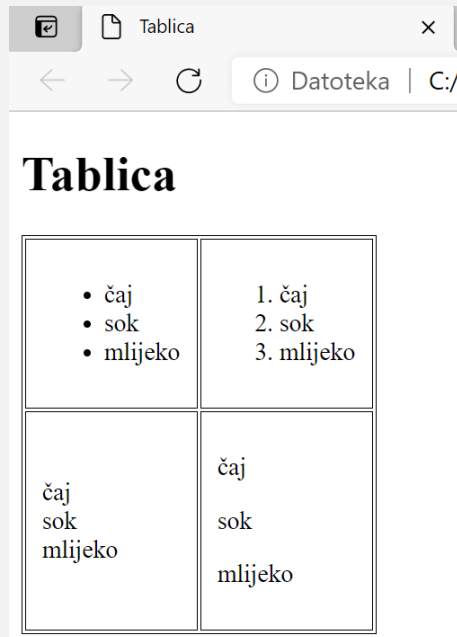 Tablica
Datoteka | C:/
Tablica
• čaj
• sok
• mlijeko
1. čaj
2. sok
3. mlijeko
čaj
sok
mlijeko
čaj
sok
mlijeko